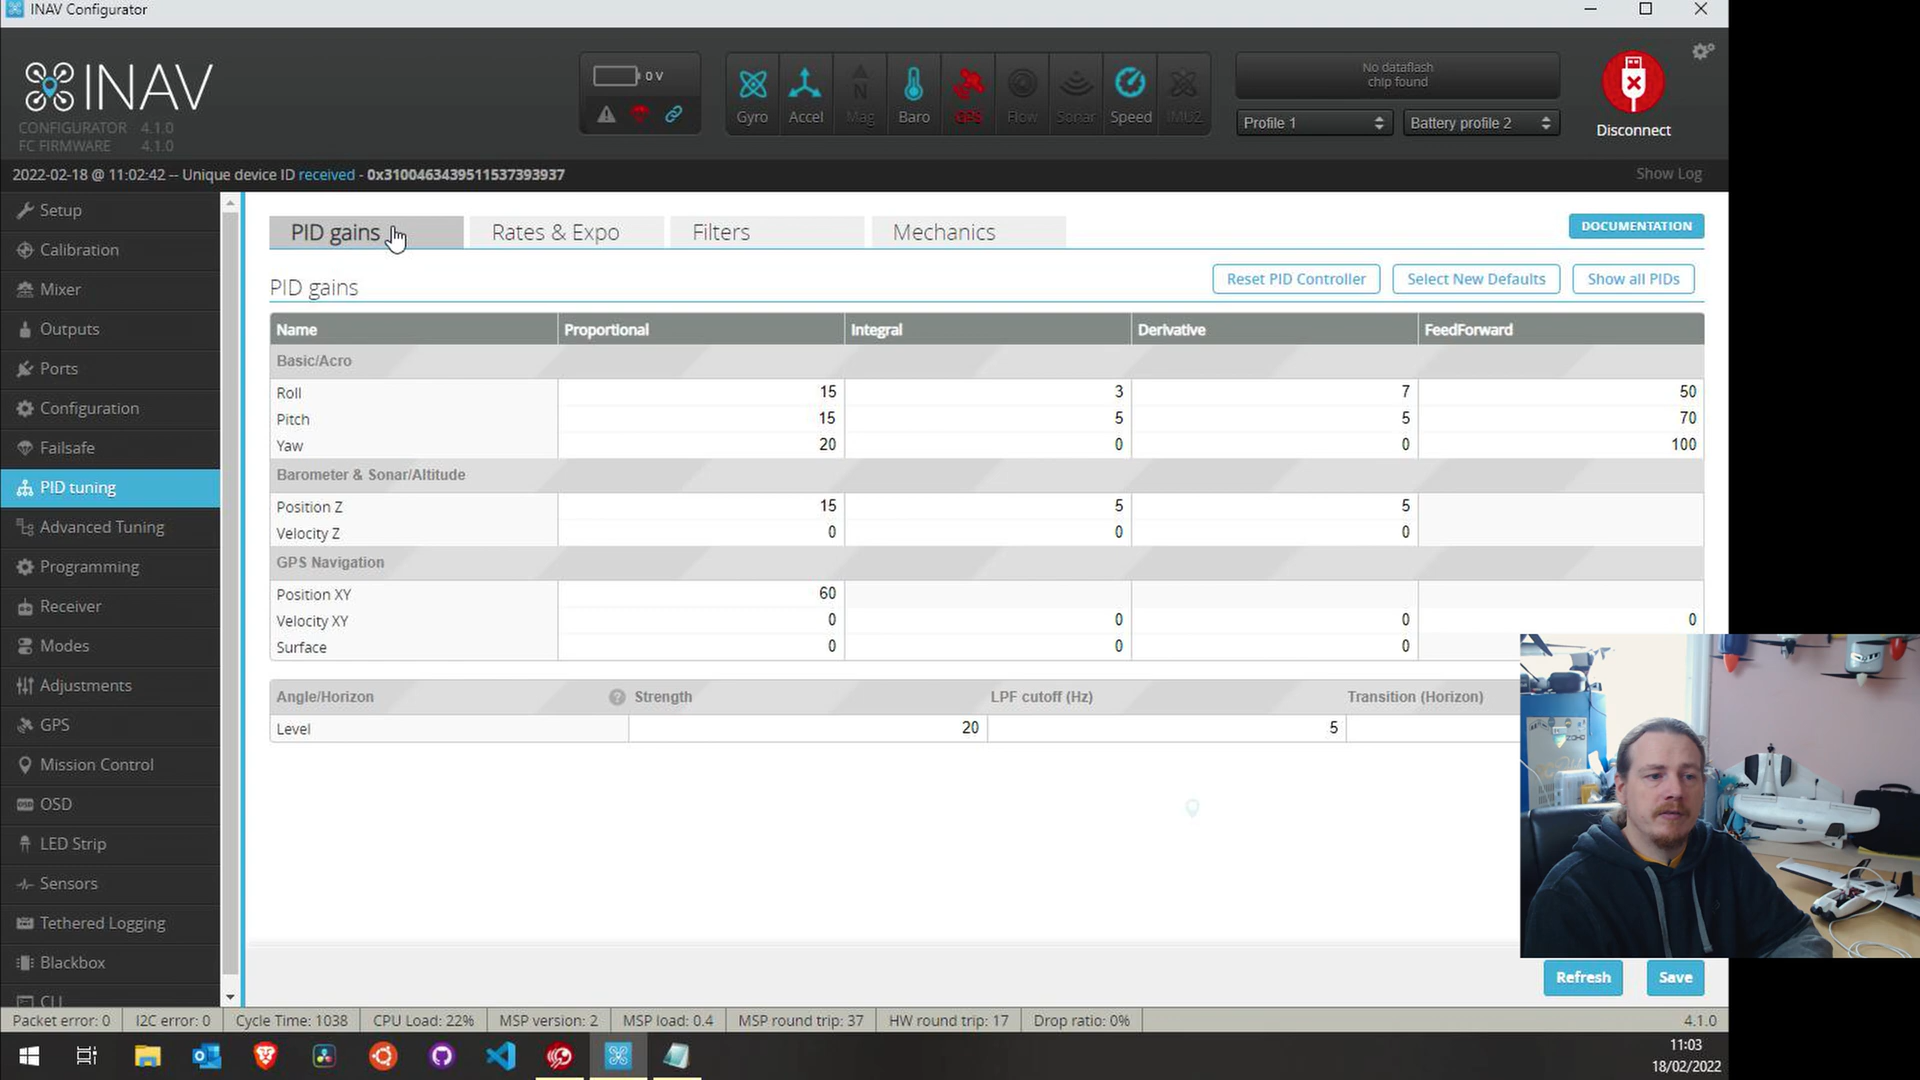 INAV Configurator
INAV
CONFIGURATOR 4.1.0
FC FIRMWARE 4.1.0
0 V
Gyro
Accel
Mag
Baro
GPS
Flow
Sonar
Speed
IMU2
No dataflash
chip found
Profile 1
Battery profile 2
Disconnect
2022-02-18 @ 11:02:42 -- Unique device ID received - 0x3100463439511537393937
Show Log
Setup
Calibration
Mixer
Outputs
Ports
Configuration
Failsafe
PID tuning
Advanced Tuning
Programming
Receiver
Modes
Adjustments
GPS
Mission Control
OSD
LED Strip
Sensors
Tethered Logging
Blackbox
CLI
PID gains
Rates & Expo
Filters
Mechanics
DOCUMENTATION
PID gains
Reset PID Controller
Select New Defaults
Show all PIDs
Name Proportional Integral Derivative FeedForward
Basic/Acro
Roll 15 3 7 50
Pitch 15 5 5 70
Yaw 20 0 0 100
Barometer & Sonar/Altitude
Position Z 15 5 5
Velocity Z 0 0 0
GPS Navigation
Position XY 60
Velocity XY 0 0 0 0
Surface 0 0 0
Angle/Horizon ? Strength LPF cutoff (Hz) Transition (Horizon)
Level 20 5
Refresh
Save
Packet error: 0 I2C error: 0 Cycle Time: 1038 CPU Load: 22% MSP version: 2 MSP load: 0.4 MSP round trip: 37 HW round trip: 17 Drop ratio: 0% 4.1.0
11:03
18/02/2022